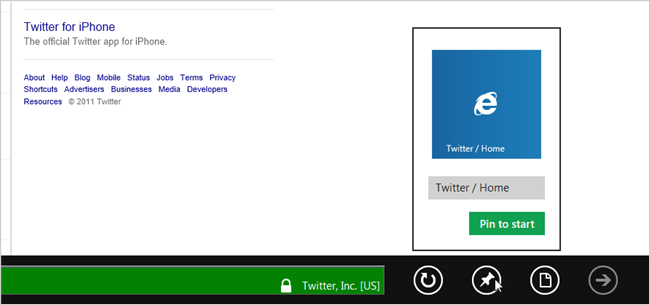 Twitter for iPhone
The official Twitter app for iPhone.
About Help Blog Mobile Status Jobs Terms Privacy
Shortcuts Advertisers Businesses Media Developers
Resources © 2011 Twitter
Twitter / Home
Twitter / Home
Pin to start
Twitter, Inc. [US]